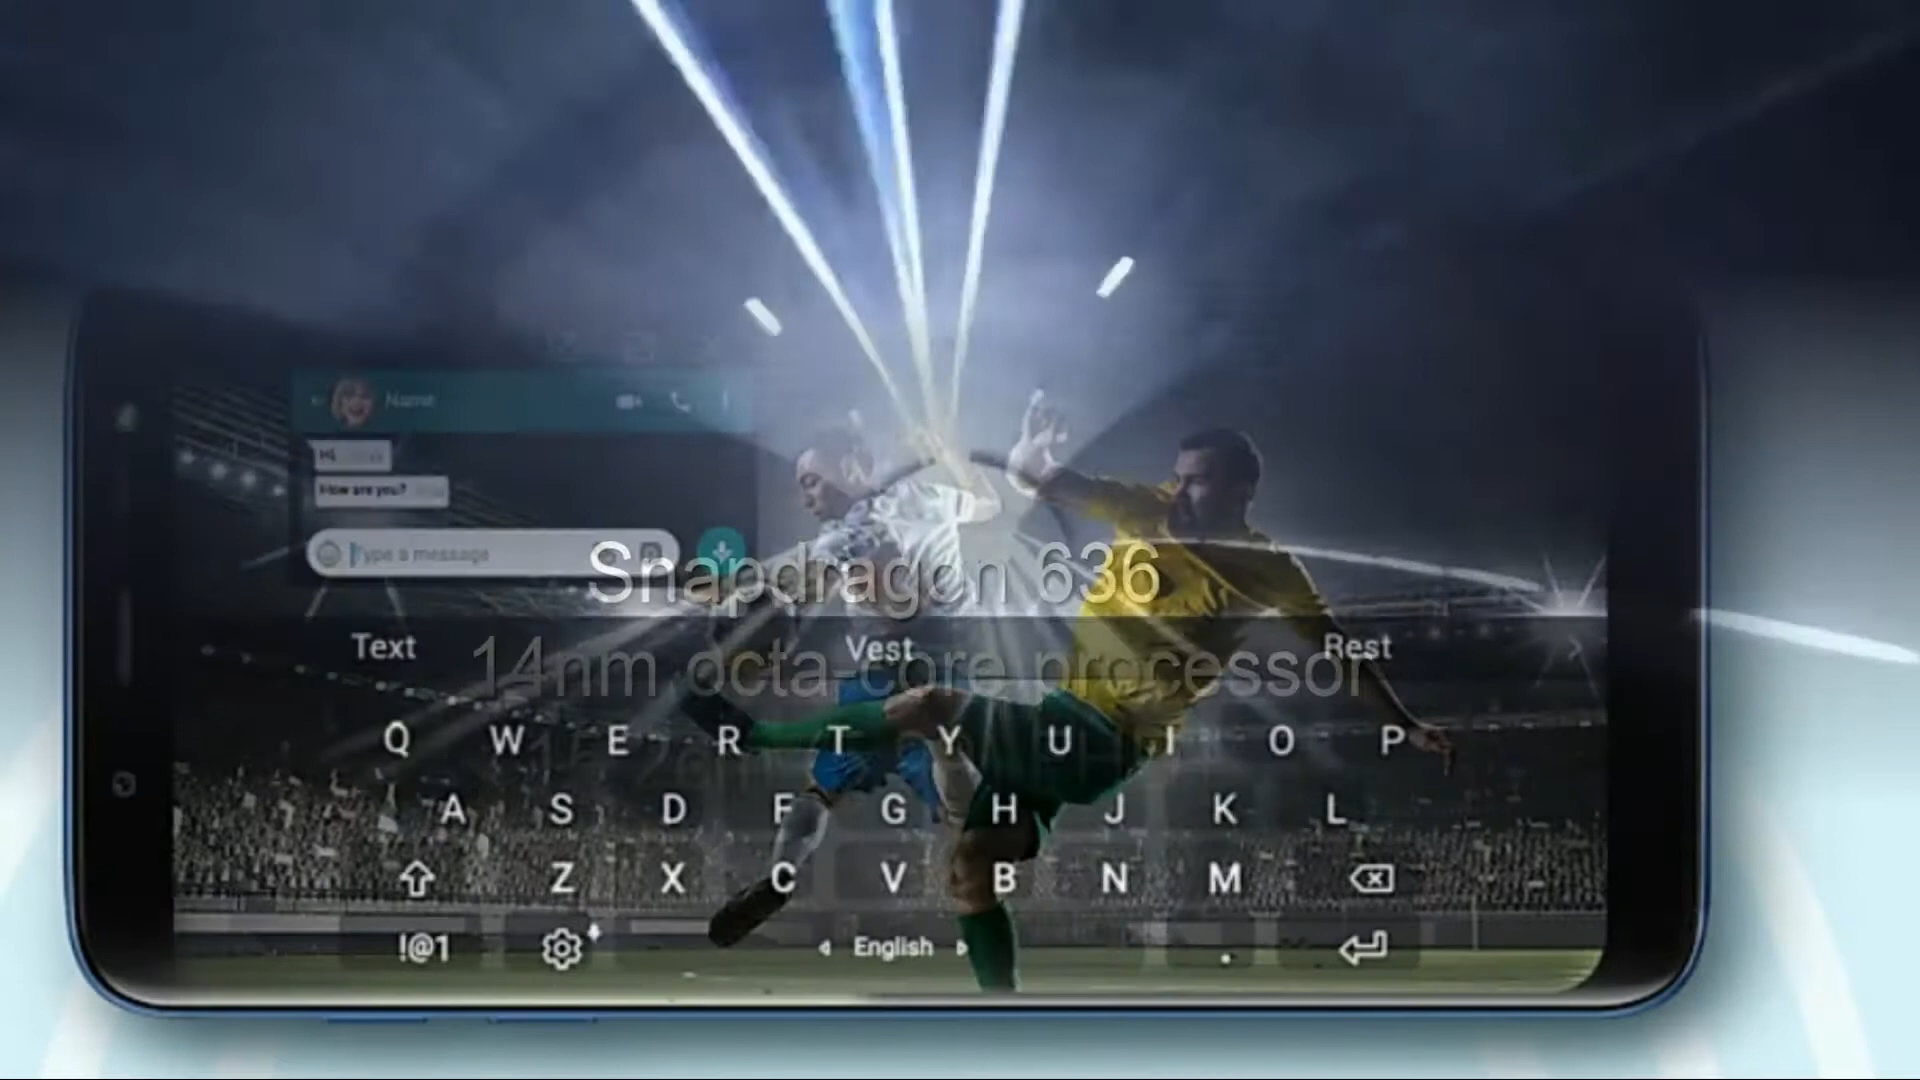 Name
Hi
How are you?
Type a message
Snapdragon 636
Text Vest Rest
14nm octa-core processor
Q W E R T Y U I O P
A S D F G H J K L
Z X C V B N M
!@1 English .